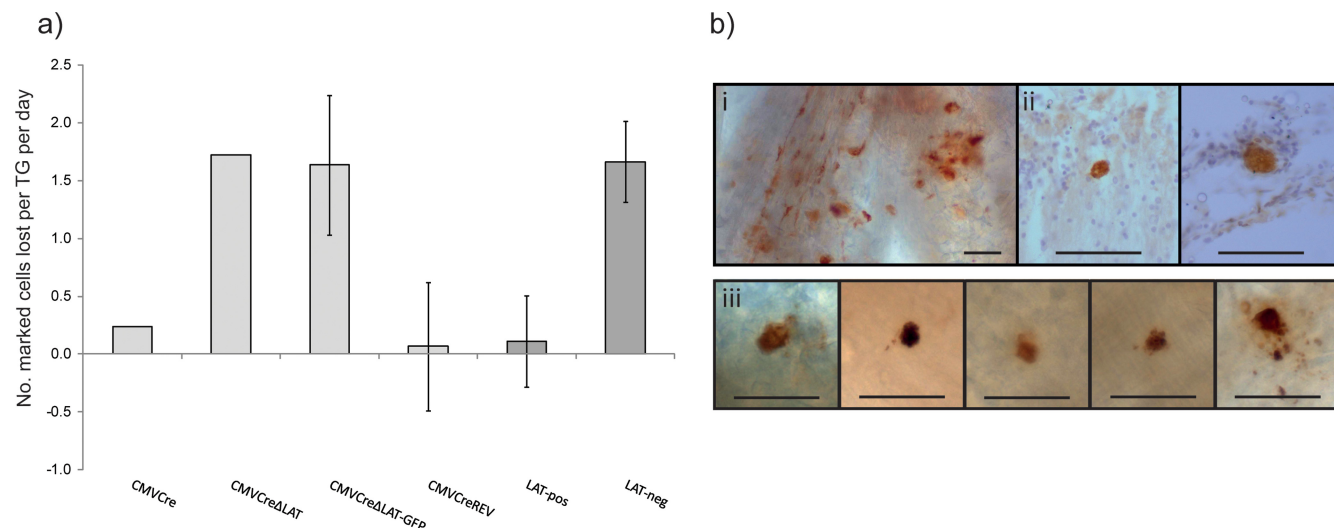 a)
b)
No. marked cells lost per TG per day
2.5
2.0
1.5
1.0
0.5
0.0
-0.5
-1.0
CMVCre
CMVCreΔLAT
CMVCreΔLAT-GFP
CMVCreREV
LAT-pos
LAT-neg
i
ii
iii